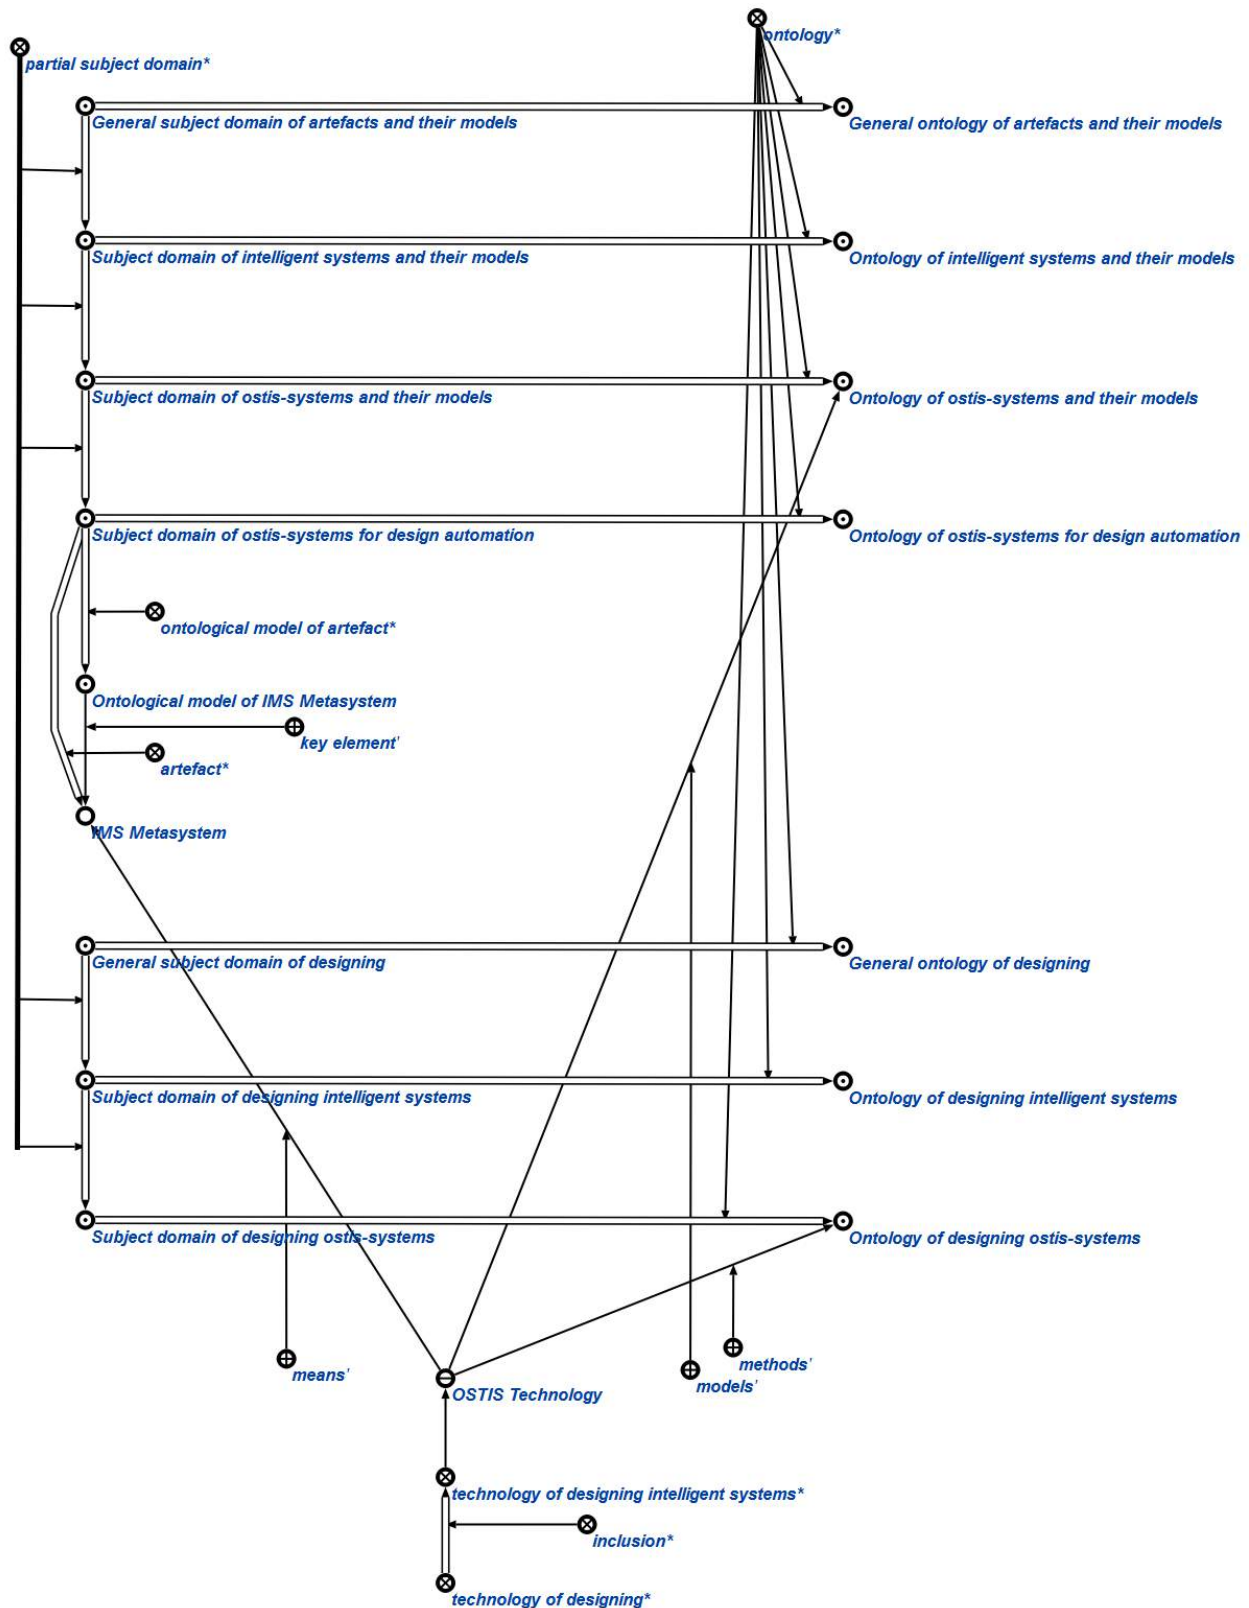 ontology*
partial subject domain*
General subject domain of artefacts and their models
General ontology of artefacts and their models
Subject domain of intelligent systems and their models
Ontology of intelligent systems and their models
Subject domain of ostis-systems and their models
Ontology of ostis-systems and their models
Subject domain of ostis-systems for design automation
Ontology of ostis-systems for design automation
ontological model of artefact*
Ontological model of IMS Metasystem
key element'
artefact*
IMS Metasystem
General subject domain of designing
General ontology of designing
Subject domain of designing intelligent systems
Ontology of designing intelligent systems
Subject domain of designing ostis-systems
Ontology of designing ostis-systems
means'
methods'
models'
OSTIS Technology
technology of designing intelligent systems*
inclusion*
technology of designing*